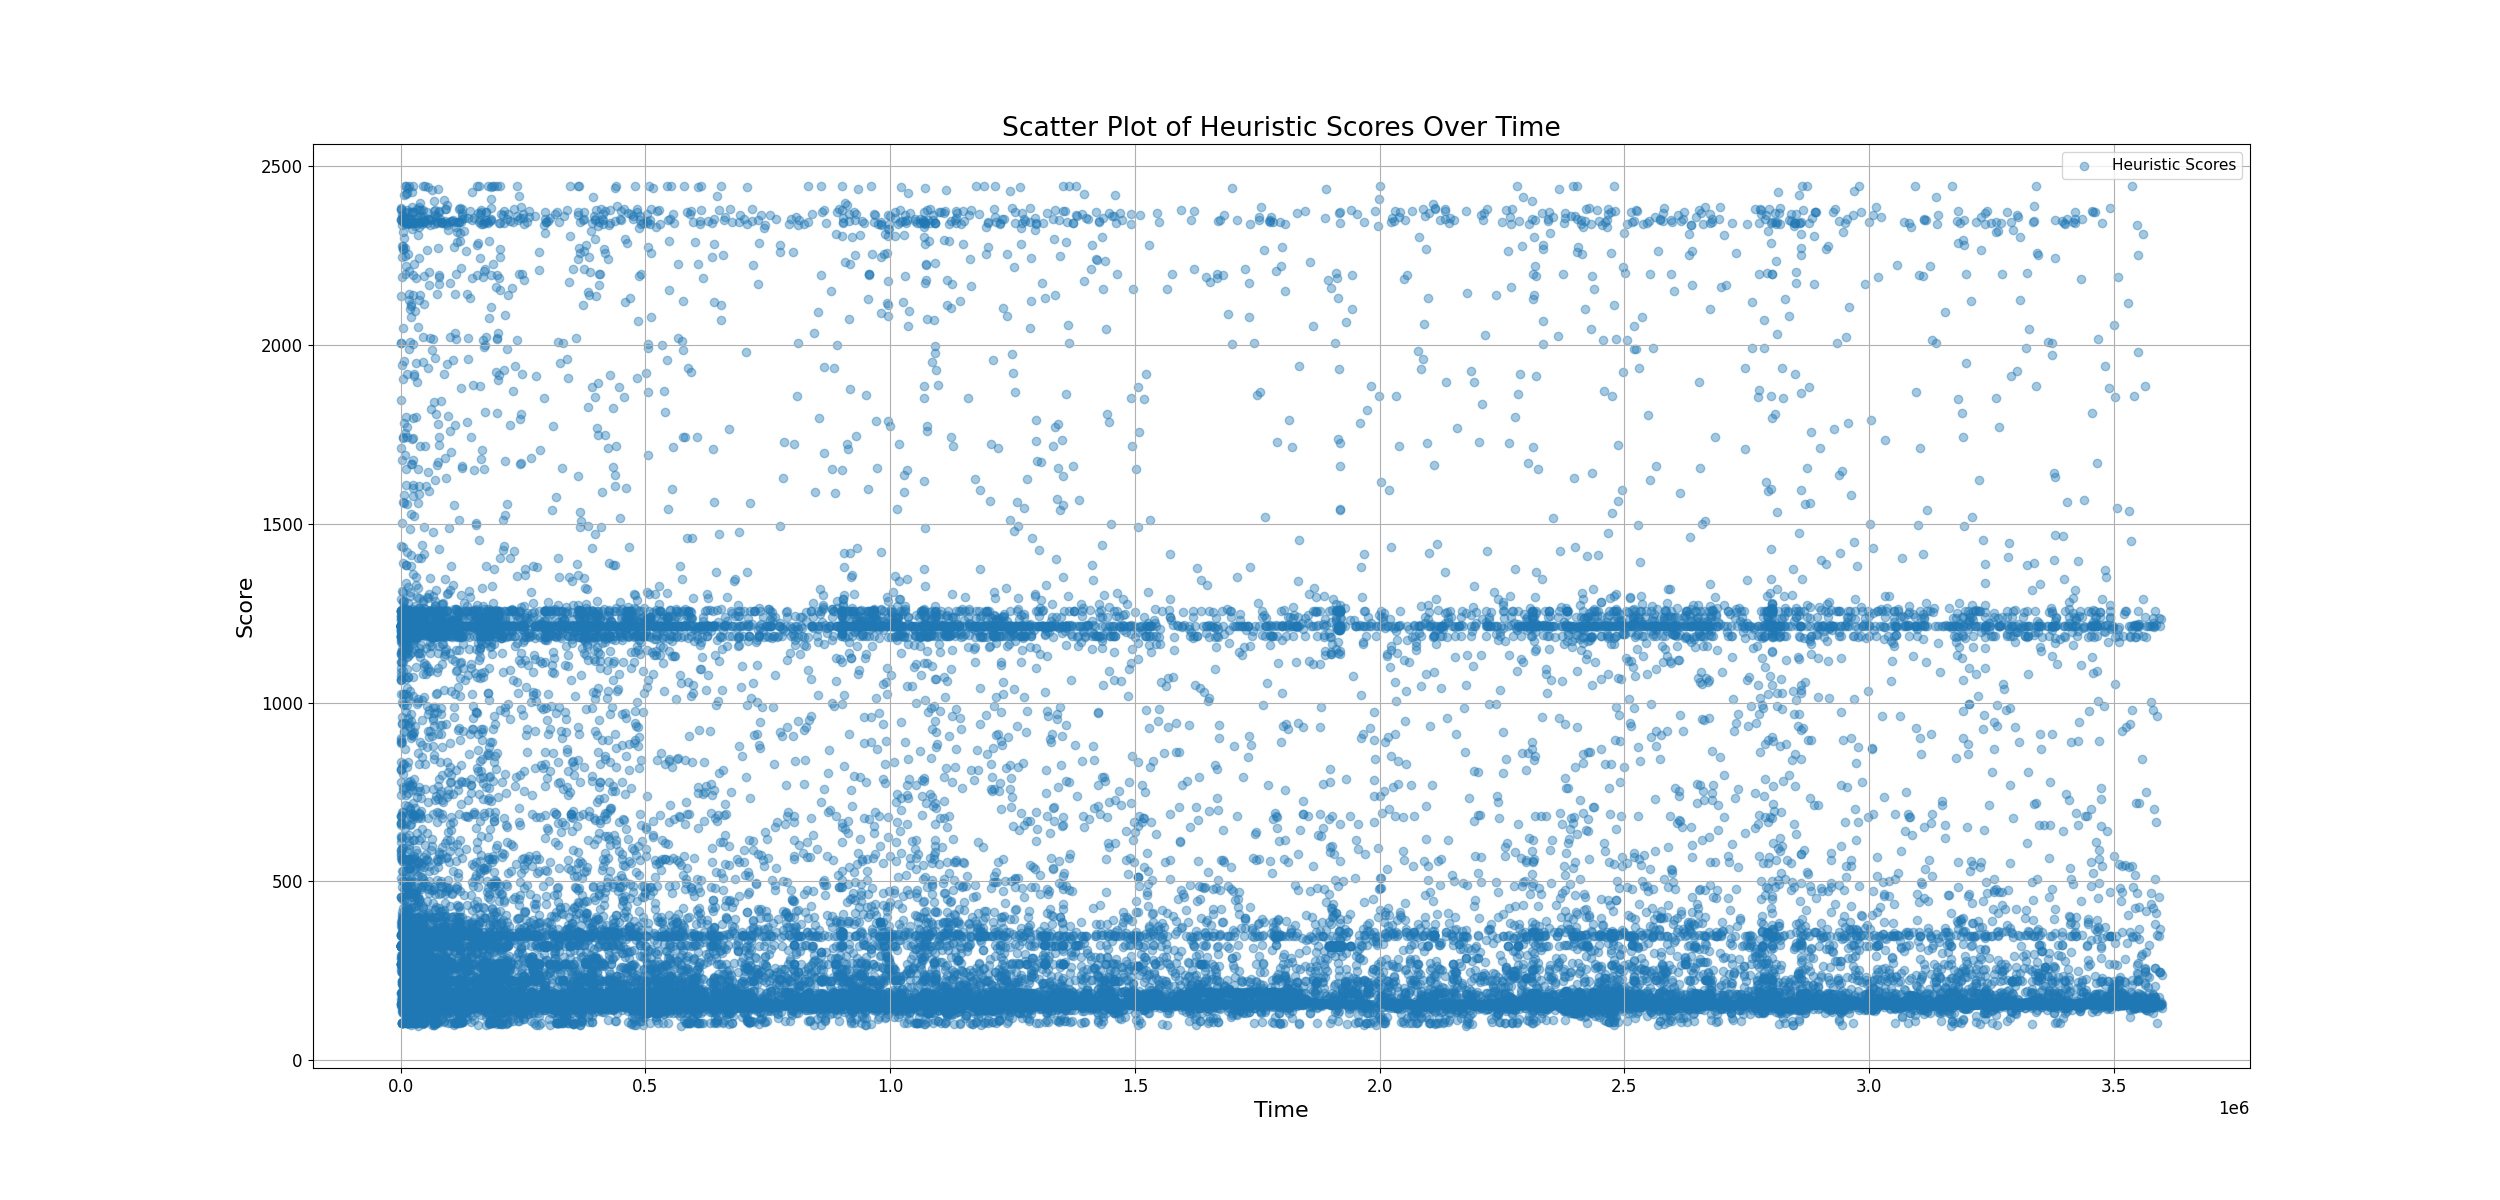 Scatter Plot of Heuristic Scores Over Time
Heuristic Scores
2500
2000
1500
1000
500
0
Score
0.0 0.5 1.0 1.5 2.0 2.5 3.0 3.5
1e6
Time